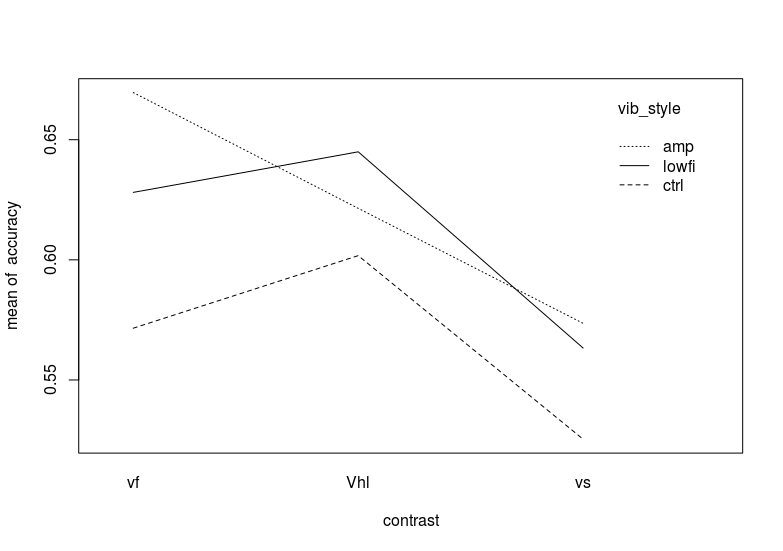 vib_style
amp
lowfi
ctrl
mean of accuracy
0.65
0.60
0.55
vf Vhl vs
contrast